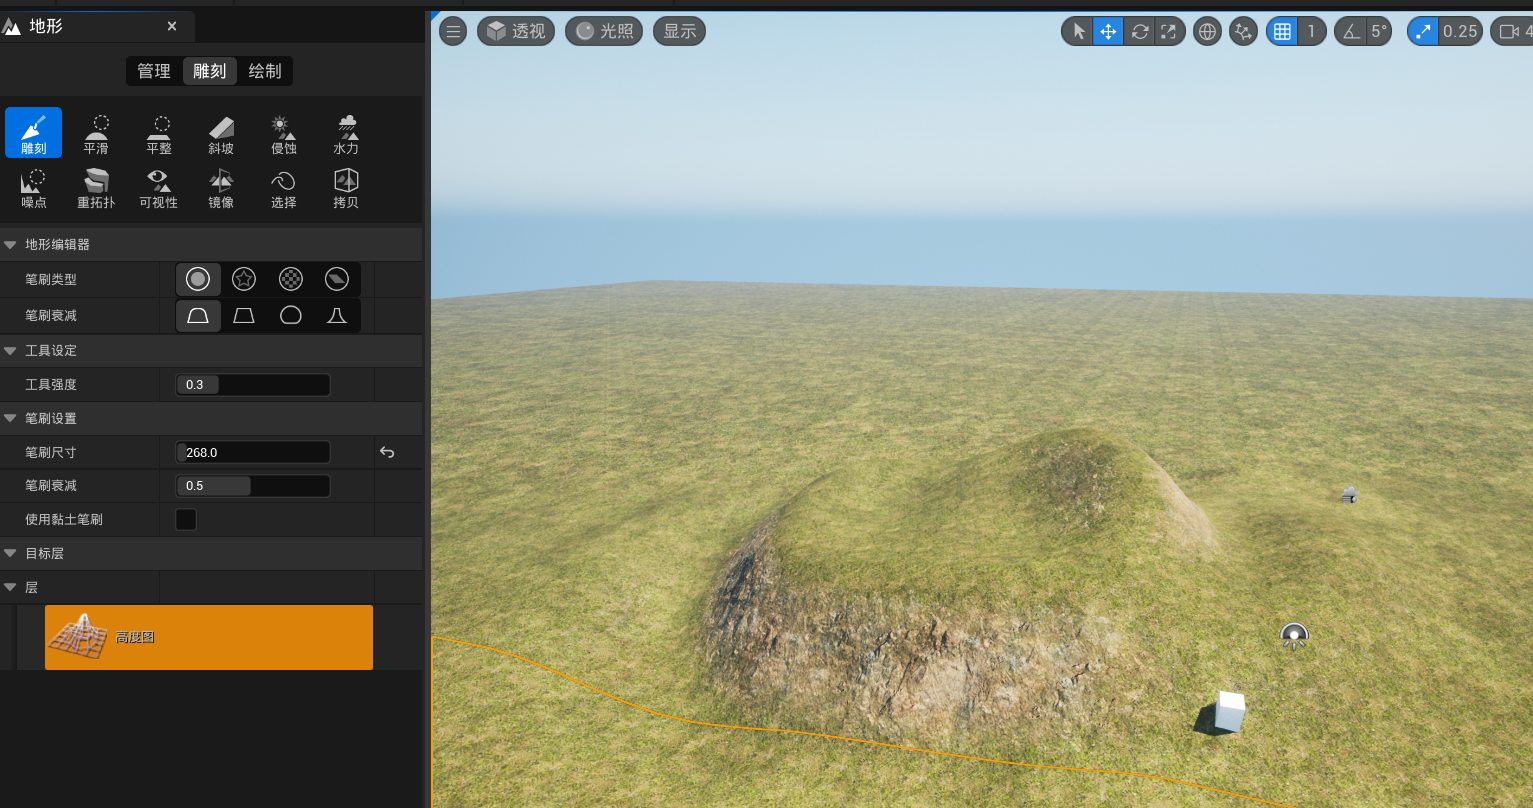 地形
透视 光照 显示 1 5° 0.25 4
管理 雕刻 绘制
雕刻 平滑 平整 斜坡 侵蚀 水力
噪点 重拓扑 可视性 镜像 选择 拷贝
地形编辑器
笔刷类型
笔刷衰减
工具设定
工具强度 0.3
笔刷设置
笔刷尺寸 268.0
笔刷衰减 0.5
使用黏土笔刷
目标层
层
高度图